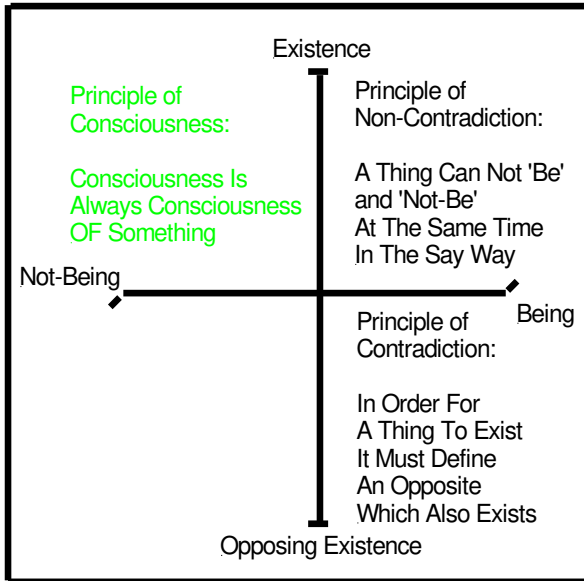 Existence
Principle of
Consciousness:
Consciousness Is
Always Consciousness
OF Something
Principle of
Non-Contradiction:
A Thing Can Not 'Be'
and 'Not-Be'
At The Same Time
In The Say Way
Not-Being
Being
Principle of
Contradiction:
In Order For
A Thing To Exist
It Must Define
An Opposite
Which Also Exists
Opposing Existence